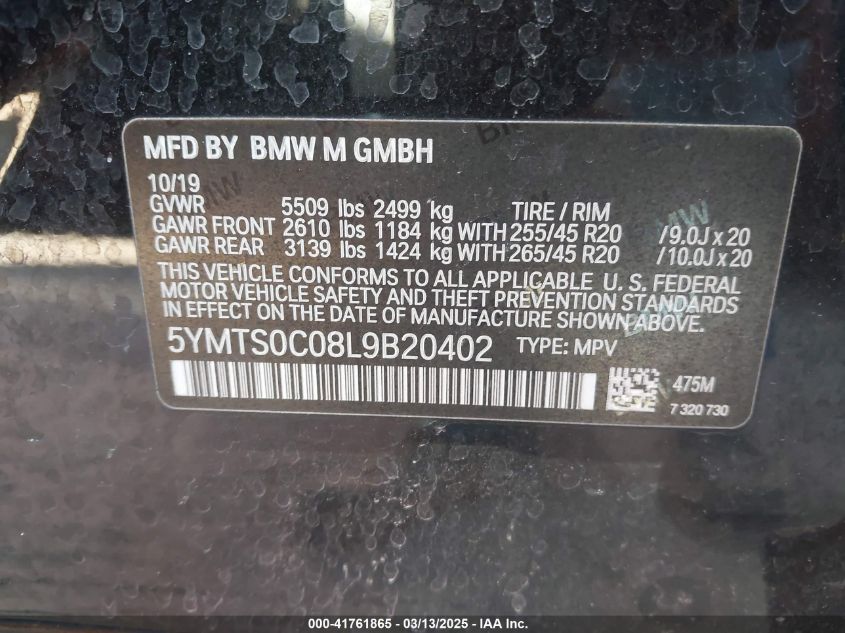 MFD BY BMW M GMBH
10/19
GVWR 5509 lbs 2499 kg TIRE / RIM
GAWR FRONT 2610 lbs 1184 kg WITH 255/45 R20 /9.0J x 20
GAWR REAR 3139 lbs 1424 kg WITH 265/45 R20 /10.0J x 20
THIS VEHICLE CONFORMS TO ALL APPLICABLE U. S. FEDERAL
MOTOR VEHICLE SAFETY AND THEFT PREVENTION STANDARDS
IN EFFECT ON THE DATE OF MANUFACTURE SHOWN ABOVE.
5YMTS0C08L9B20402 TYPE: MPV
475M
7 320 730
000-41761865 - 03/13/2025 - IAA Inc.